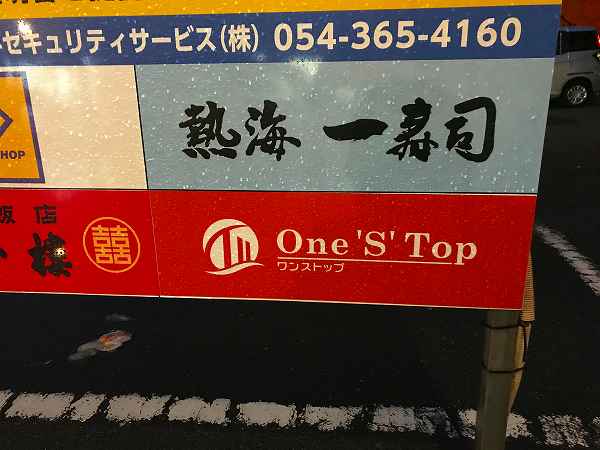 セキュリティサービス(株) 054-365-4160
HOP
熱海 一寿司
飯店
樓
囍
One 'S' Top
ワンストップ